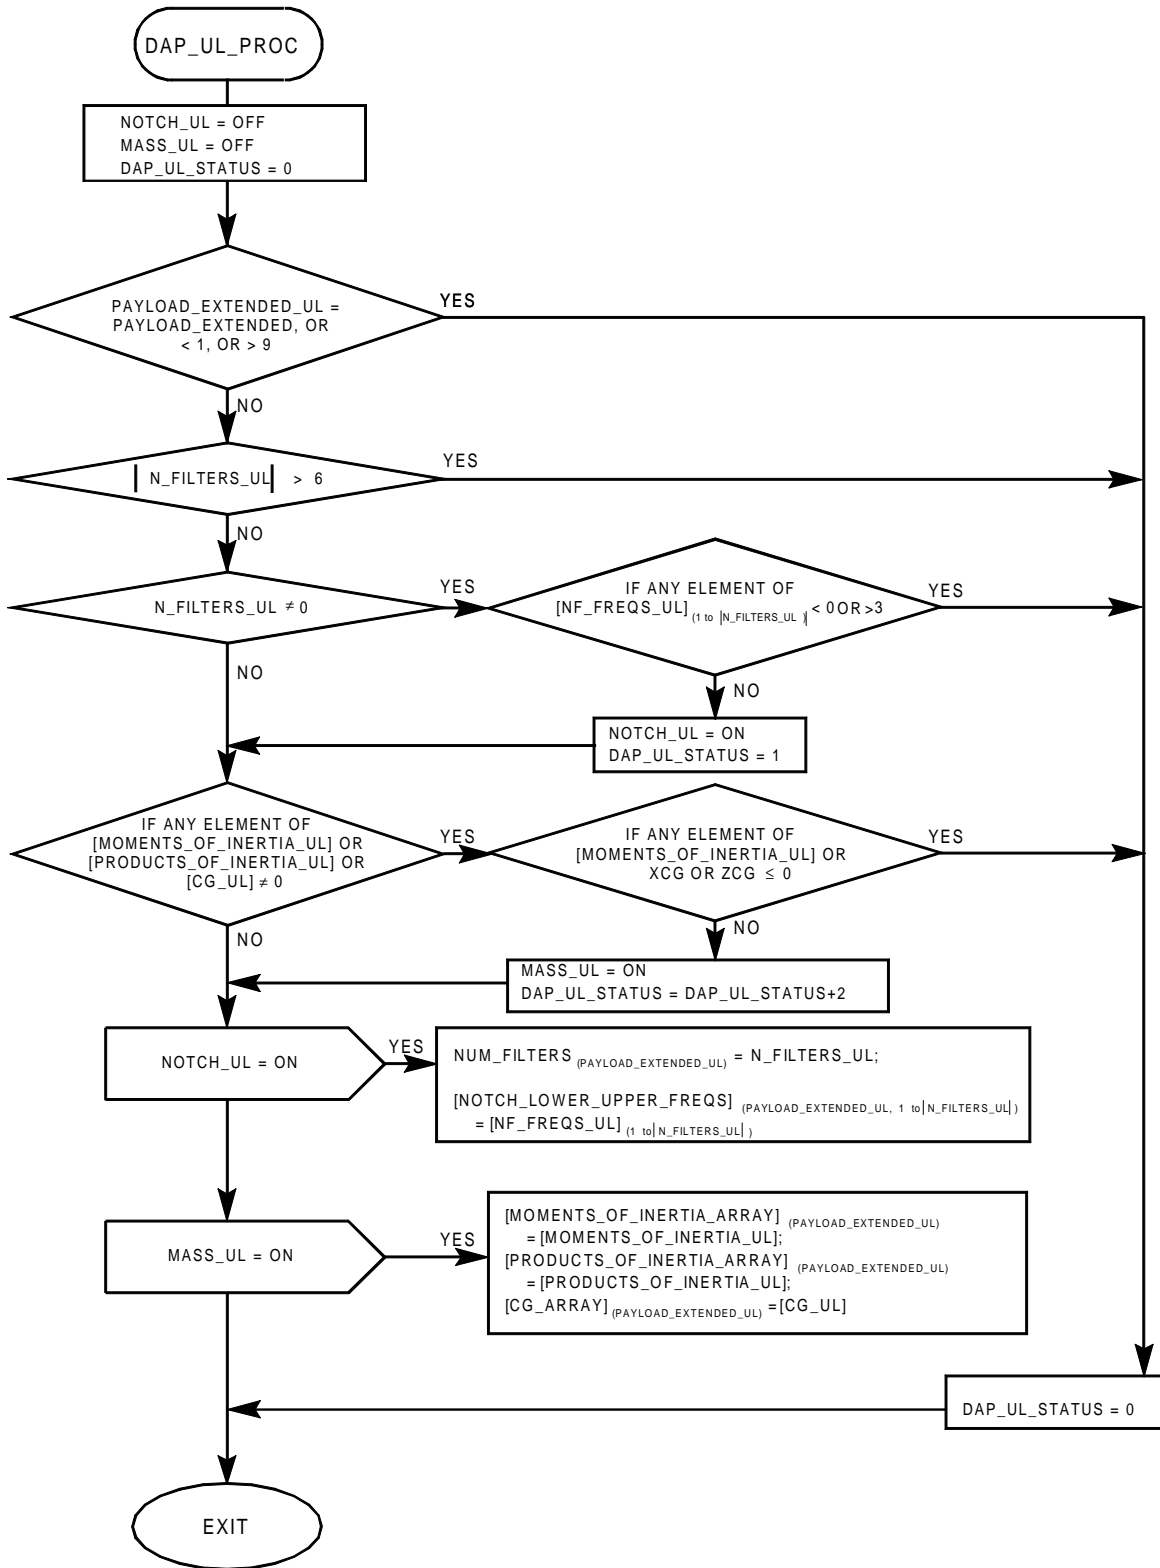 DAP_UL_PROC
NOTCH_UL = OFF
MASS_UL = OFF
DAP_UL_STATUS = 0
PAYLOAD_EXTENDED_UL =
PAYLOAD_EXTENDED, OR
< 1, OR > 9
YES
NO
| N_FILTERS_UL | > 6
YES
NO
N_FILTERS_UL ≠ 0
YES
NO
IF ANY ELEMENT OF
[NF_FREQS_UL] (1 to |N_FILTERS_UL )| < 0 OR >3
YES
NO
NOTCH_UL = ON
DAP_UL_STATUS = 1
IF ANY ELEMENT OF
[MOMENTS_OF_INERTIA_UL] OR
[PRODUCTS_OF_INERTIA_UL] OR
[CG_UL] ≠ 0
YES
NO
IF ANY ELEMENT OF
[MOMENTS_OF_INERTIA_UL] OR
XCG OR ZCG ≤ 0
YES
NO
MASS_UL = ON
DAP_UL_STATUS = DAP_UL_STATUS+2
NOTCH_UL = ON
YES
NUM_FILTERS (PAYLOAD_EXTENDED_UL) = N_FILTERS_UL;
[NOTCH_LOWER_UPPER_FREQS] (PAYLOAD_EXTENDED_UL, 1 to| N_FILTERS_UL| )
= [NF_FREQS_UL] (1 to| N_FILTERS_UL| )
MASS_UL = ON
YES
[MOMENTS_OF_INERTIA_ARRAY] (PAYLOAD_EXTENDED_UL)
= [MOMENTS_OF_INERTIA_UL];
[PRODUCTS_OF_INERTIA_ARRAY] (PAYLOAD_EXTENDED_UL)
= [PRODUCTS_OF_INERTIA_UL];
[CG_ARRAY] (PAYLOAD_EXTENDED_UL) = [CG_UL]
DAP_UL_STATUS = 0
EXIT